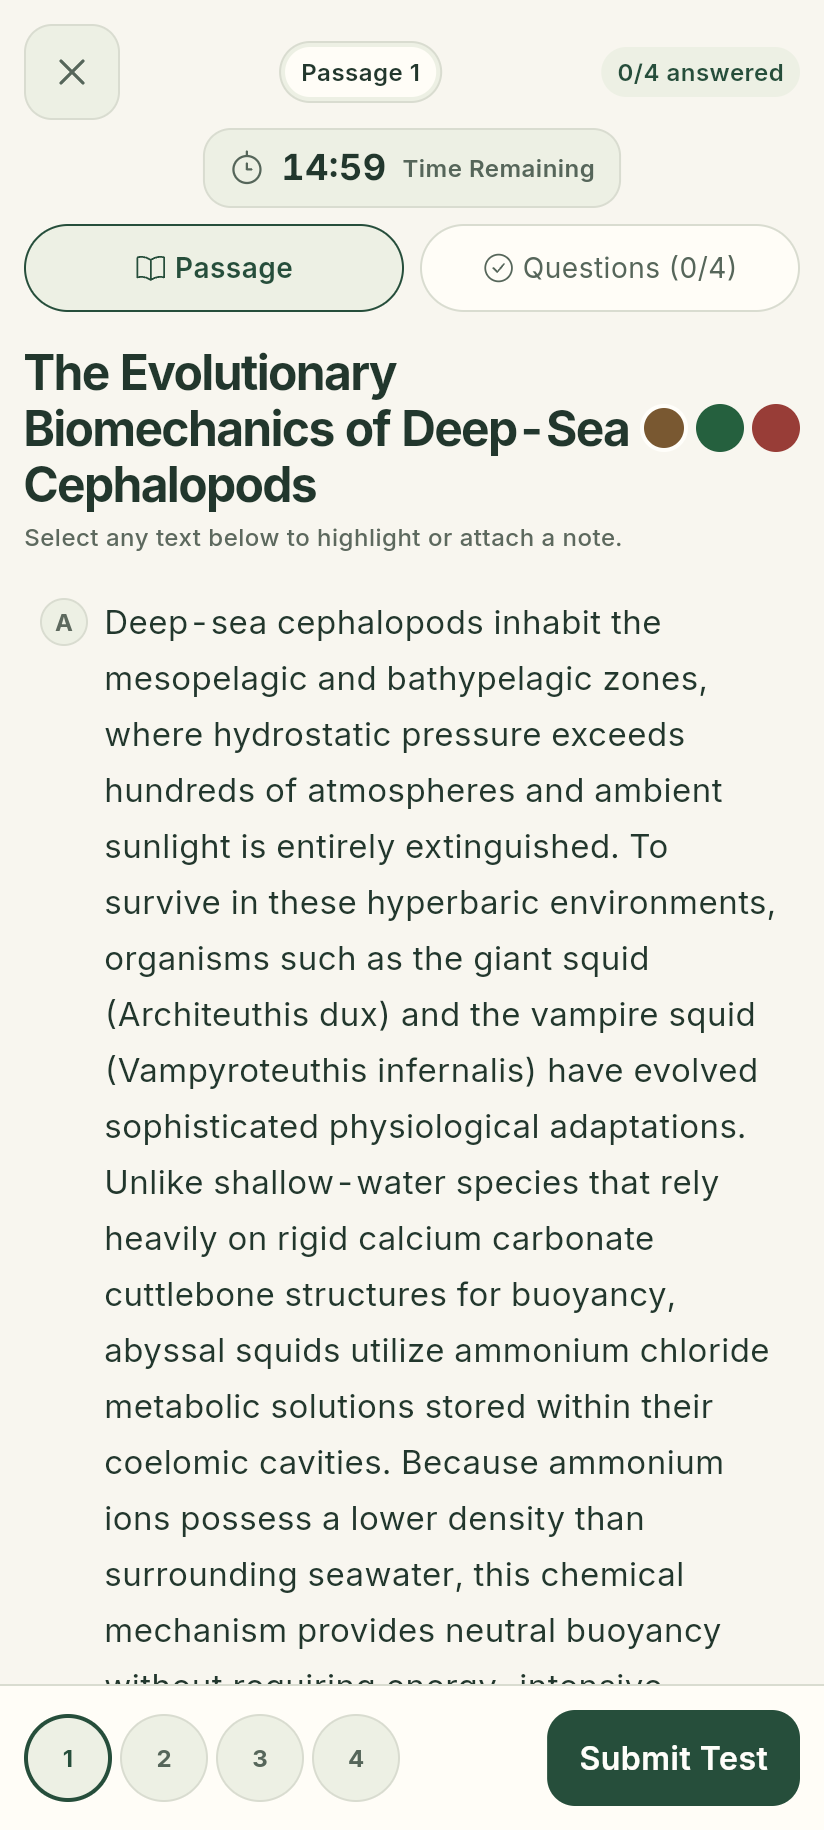 Passage 1
0/4 answered
14:59 Time Remaining
Passage
Questions (0/4)
The Evolutionary
Biomechanics of Deep-Sea
Cephalopods
Select any text below to highlight or attach a note.
A
Deep-sea cephalopods inhabit the
mesopelagic and bathypelagic zones,
where hydrostatic pressure exceeds
hundreds of atmospheres and ambient
sunlight is entirely extinguished. To
survive in these hyperbaric environments,
organisms such as the giant squid
(Architeuthis dux) and the vampire squid
(Vampyroteuthis infernalis) have evolved
sophisticated physiological adaptations.
Unlike shallow-water species that rely
heavily on rigid calcium carbonate
cuttlebone structures for buoyancy,
abyssal squids utilize ammonium chloride
metabolic solutions stored within their
coelomic cavities. Because ammonium
ions possess a lower density than
surrounding seawater, this chemical
mechanism provides neutral buoyancy
without requiring energy-intensive
1
2
3
4
Submit Test